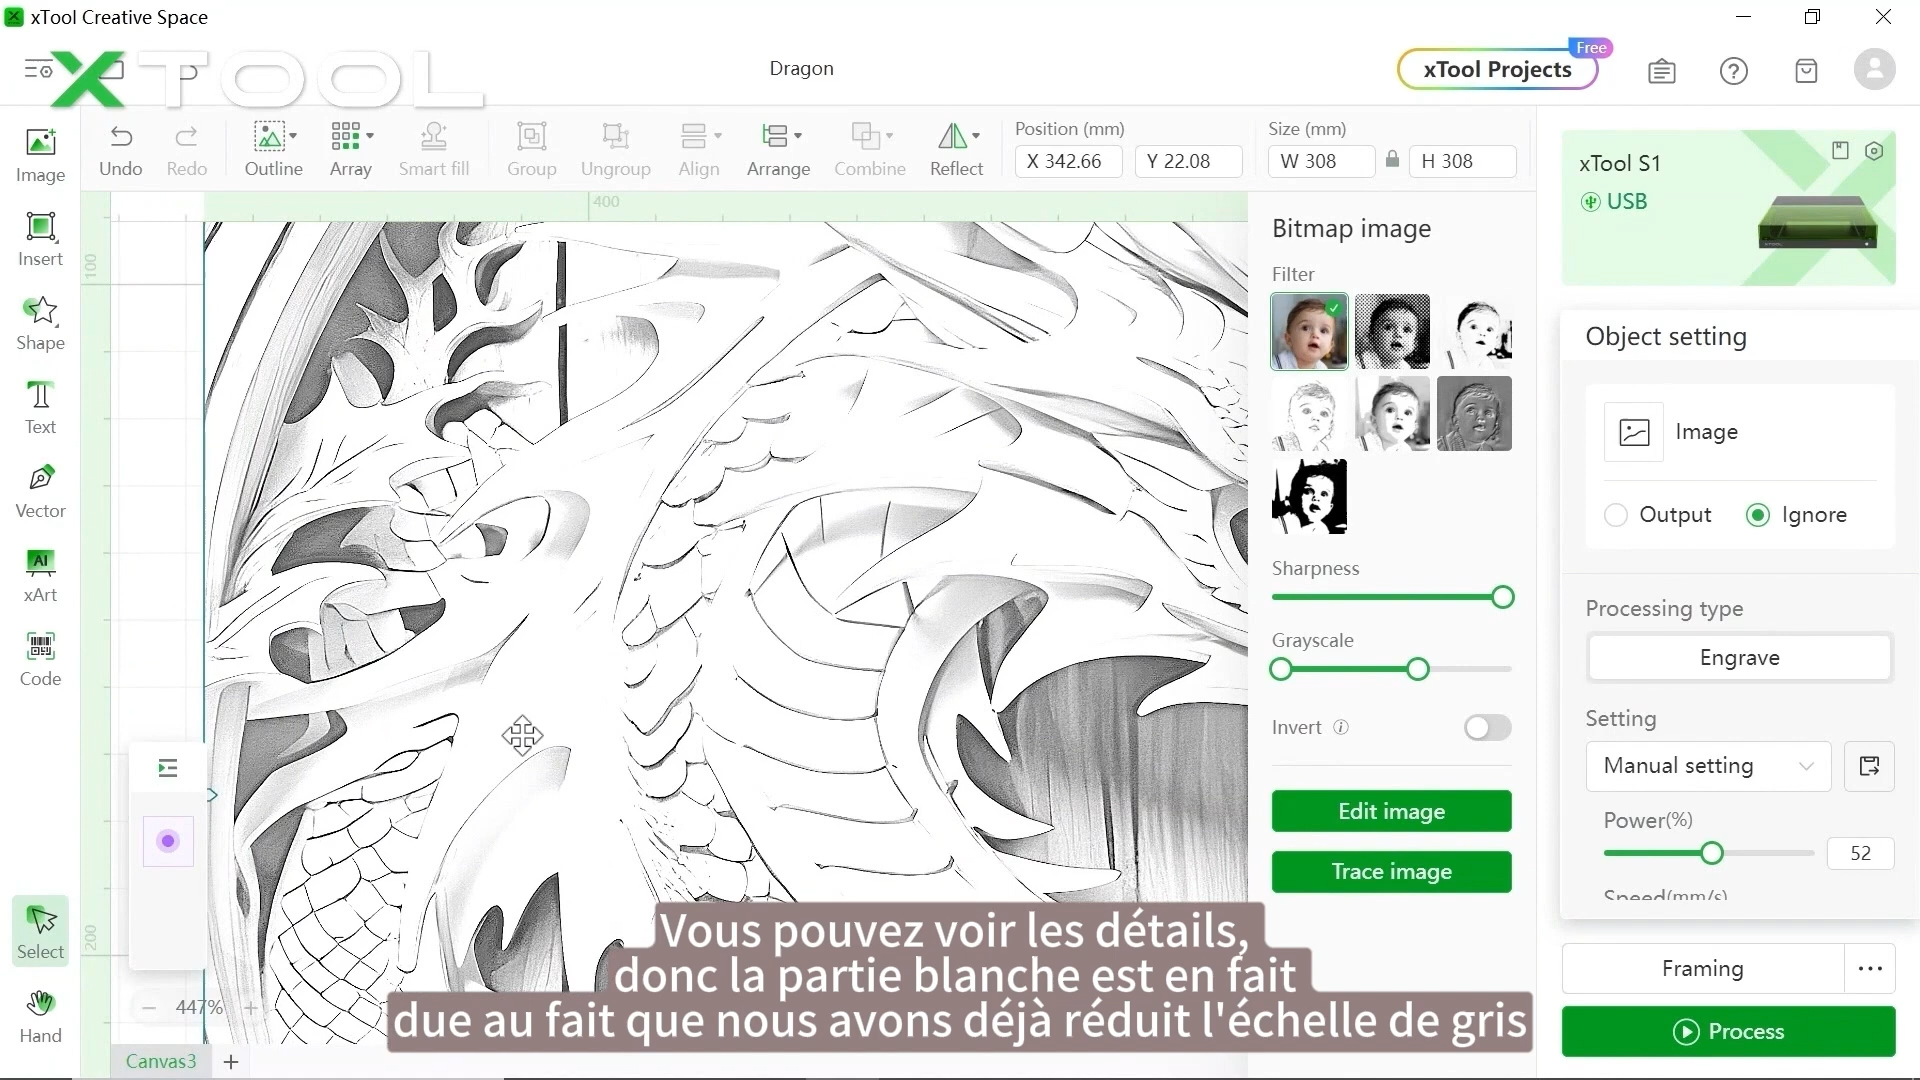 xTool Creative Space
XTOOL
Dragon
Free
xTool Projects
Image
Undo
Redo
Outline
Array
Smart fill
Group
Ungroup
Align
Arrange
Combine
Reflect
Position (mm)
X 342.66
Y 22.08
Size (mm)
W 308
H 308
xTool S1
USB
400
100
200
Insert
Shape
Text
Vector
AI
xArt
Code
Select
Hand
Bitmap image
Filter
Sharpness
Grayscale
Invert
Edit image
Trace image
Object setting
Image
Output
Ignore
Processing type
Engrave
Setting
Manual setting
Power(%)
52
Speed(mm/s)
Framing
Process
447%
Canvas3
Vous pouvez voir les détails,
donc la partie blanche est en fait
due au fait que nous avons déjà réduit l'échelle de gris